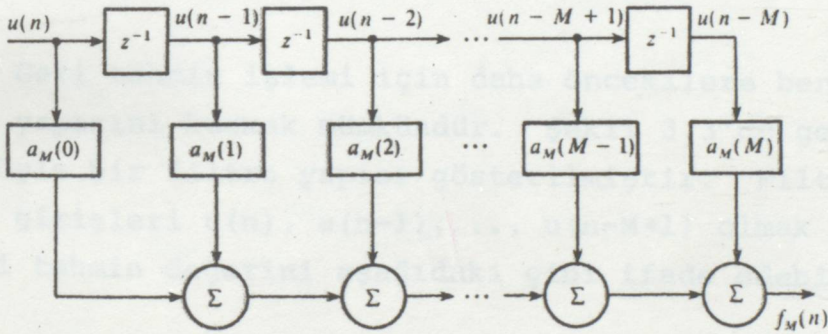 u(n) u(n − 1) u(n − 2) u(n − M + 1) u(n − M)
z⁻¹ z⁻¹ ... z⁻¹
a_M(0) a_M(1) a_M(2) ... a_M(M − 1) a_M(M)
Σ Σ ... Σ Σ
f_M(n)